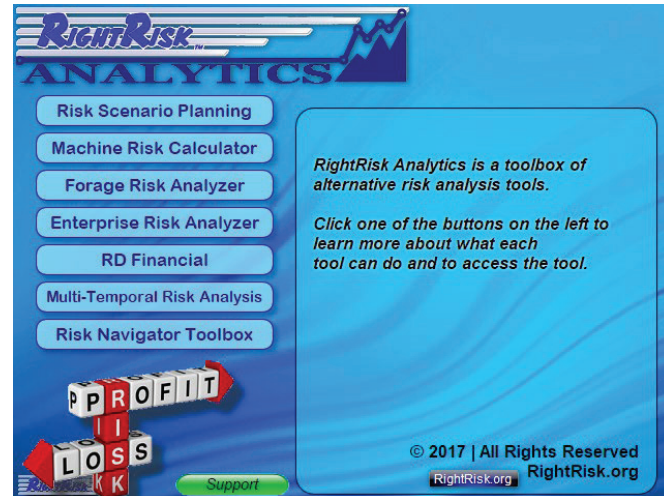 RIGHTRISK™
ANALYTICS
Risk Scenario Planning
Machine Risk Calculator
Forage Risk Analyzer
Enterprise Risk Analyzer
RD Financial
Multi-Temporal Risk Analysis
Risk Navigator Toolbox
RightRisk Analytics is a toolbox of
alternative risk analysis tools.
Click one of the buttons on the left to
learn more about what each
tool can do and to access the tool.
PROFIT
RISK
LOSS
Support
© 2017 | All Rights Reserved
RightRisk.org
RightRisk.org